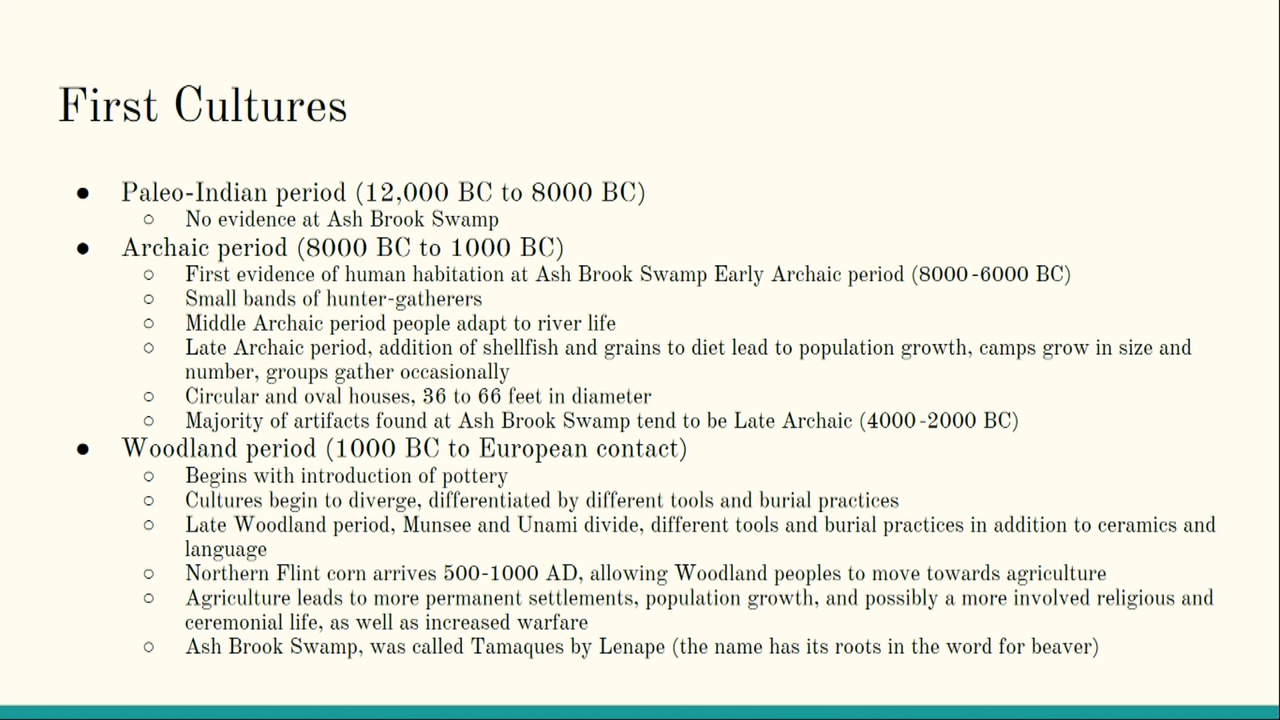 First Cultures
● Paleo-Indian period (12,000 BC to 8000 BC)
○ No evidence at Ash Brook Swamp
● Archaic period (8000 BC to 1000 BC)
○ First evidence of human habitation at Ash Brook Swamp Early Archaic period (8000-6000 BC)
○ Small bands of hunter-gatherers
○ Middle Archaic period people adapt to river life
○ Late Archaic period, addition of shellfish and grains to diet lead to population growth, camps grow in size and
number, groups gather occasionally
○ Circular and oval houses, 36 to 66 feet in diameter
○ Majority of artifacts found at Ash Brook Swamp tend to be Late Archaic (4000-2000 BC)
● Woodland period (1000 BC to European contact)
○ Begins with introduction of pottery
○ Cultures begin to diverge, differentiated by different tools and burial practices
○ Late Woodland period, Munsee and Unami divide, different tools and burial practices in addition to ceramics and
language
○ Northern Flint corn arrives 500-1000 AD, allowing Woodland peoples to move towards agriculture
○ Agriculture leads to more permanent settlements, population growth, and possibly a more involved religious and
ceremonial life, as well as increased warfare
○ Ash Brook Swamp, was called Tamaques by Lenape (the name has its roots in the word for beaver)